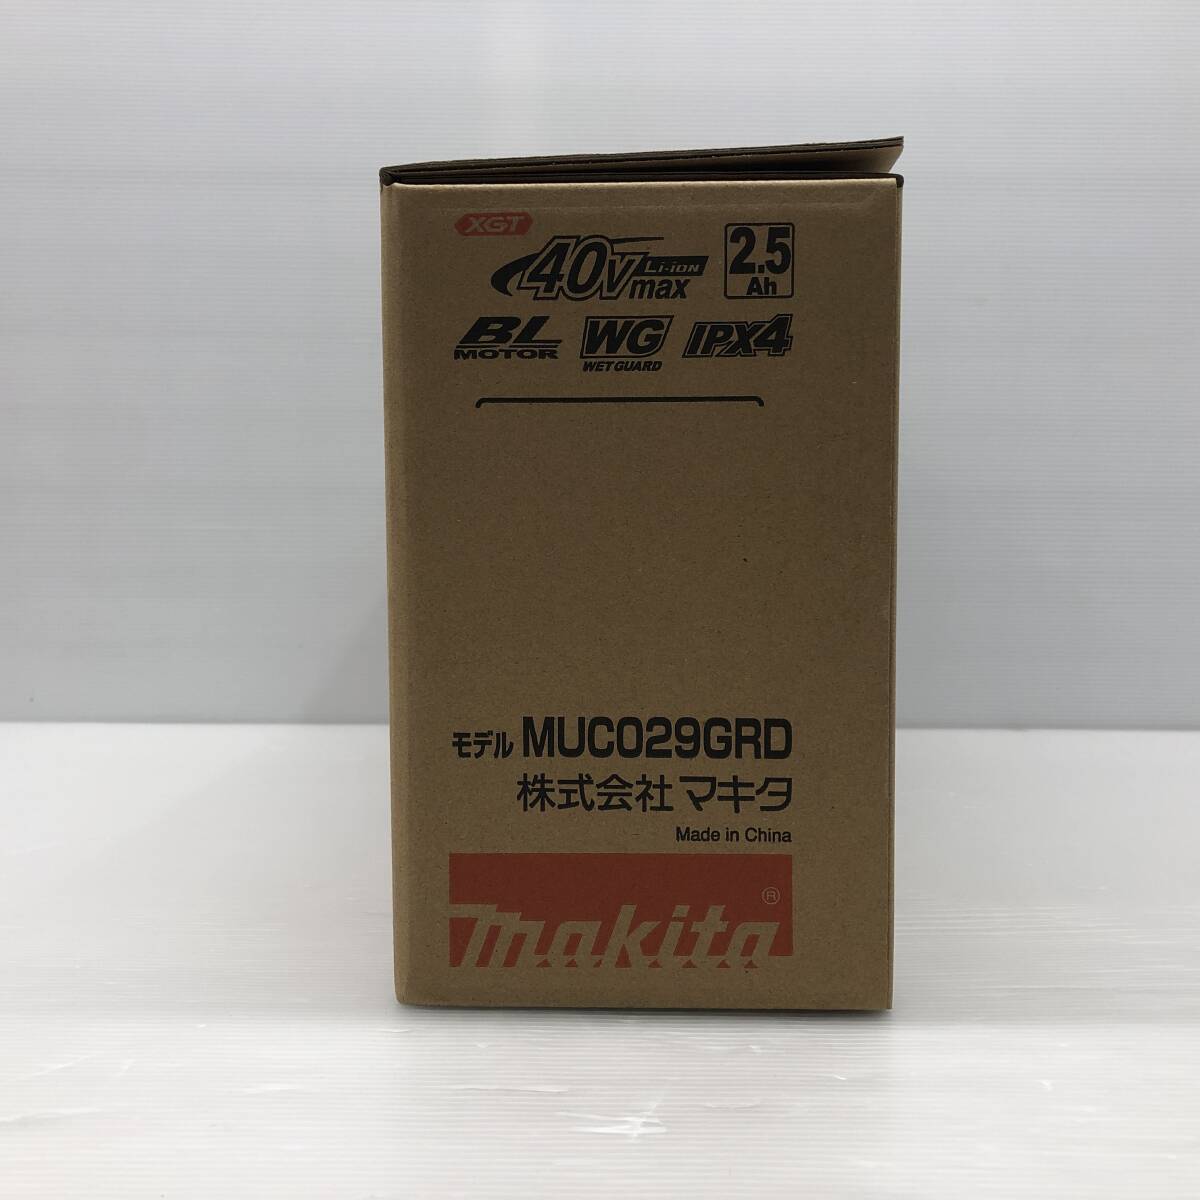 XGT
40Vmax Li-ion
2.5 Ah
BL MOTOR
WG WET GUARD
IPX4
モデル MUC029GRD
株式会社 マキタ
Made in China
makita ®